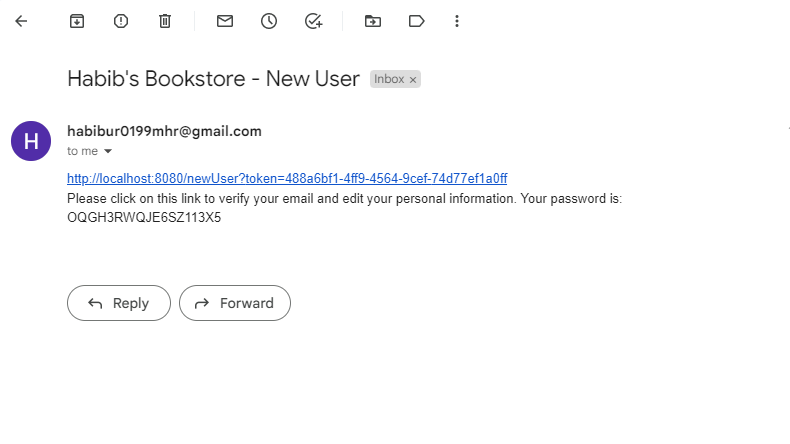 Habib's Bookstore - New User Inbox ×
H
habibur0199mhr@gmail.com
to me
http://localhost:8080/newUser?token=488a6bf1-4ff9-4564-9cef-74d77ef1a0ff
Please click on this link to verify your email and edit your personal information. Your password is:
OQGH3RWQJE6SZ113X5
Reply Forward